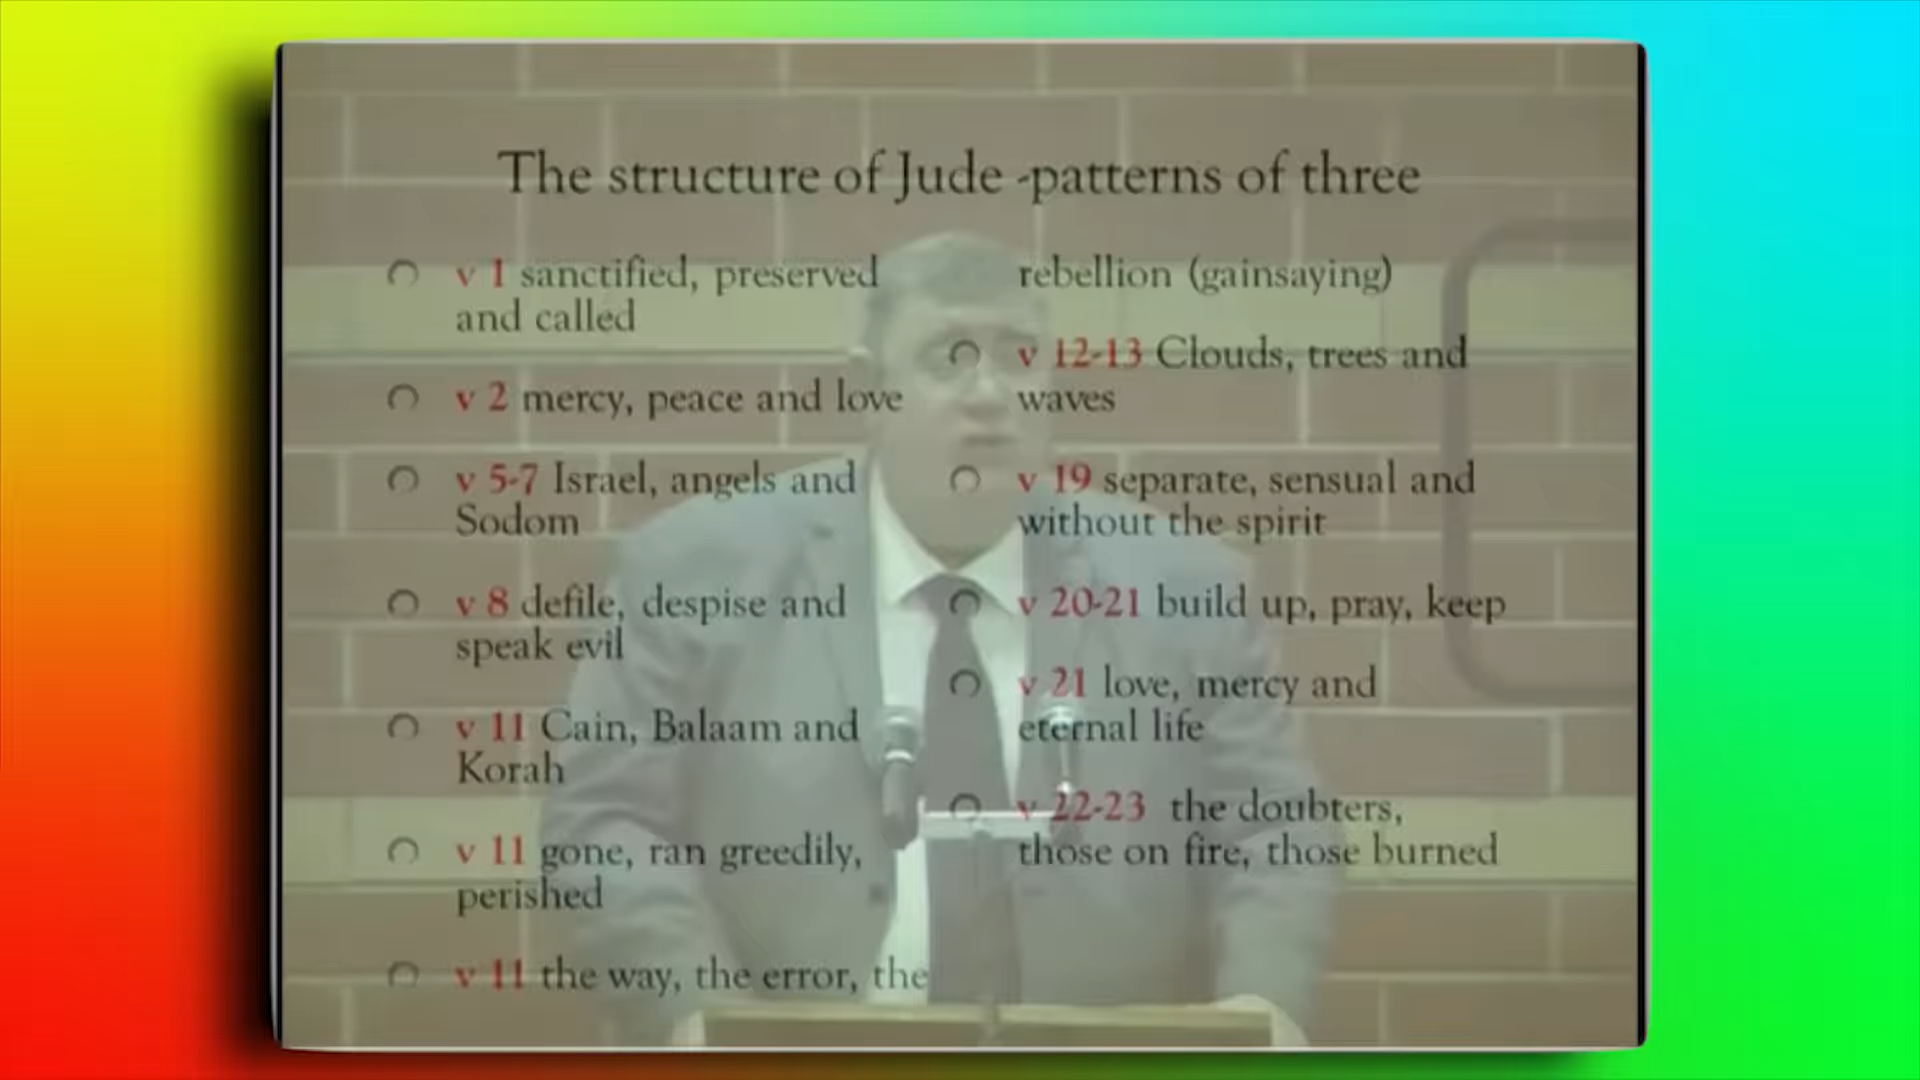 The structure of Jude -patterns of three
v 1 sanctified, preserved
and called
v 2 mercy, peace and love
v 5-7 Israel, angels and
Sodom
v 8 defile, despise and
speak evil
v 11 Cain, Balaam and
Korah
v 11 gone, ran greedily,
perished
v 11 the way, the error, the
rebellion (gainsaying)
v 12-13 Clouds, trees and
waves
v 19 separate, sensual and
without the spirit
v 20-21 build up, pray, keep
v 21 love, mercy and
eternal life
v 22-23 the doubters,
those on fire, those burned